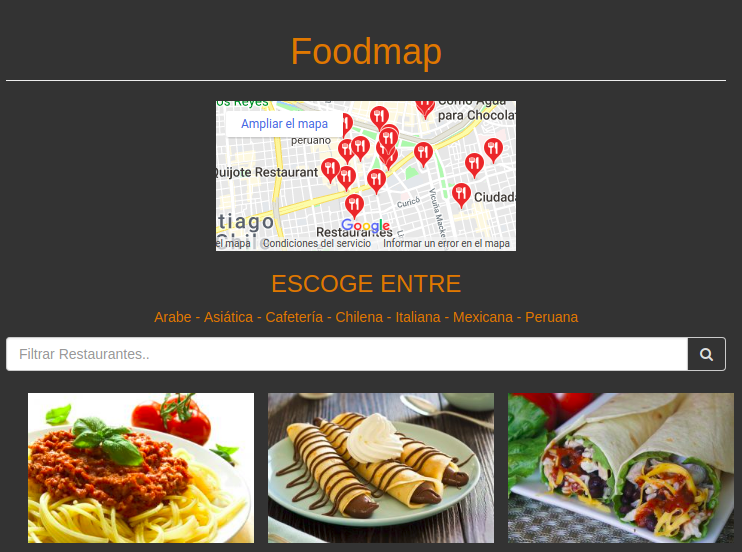 Foodmap
os Reyes
Como Agua
para Chocolat
Ampliar el mapa
peruano
Quijote Restaurant
Curicó
Vicuña Macke
Ciudada
tiago
Chile
Restaurantes
Google
el mapa Condiciones del servicio Informar un error en el mapa
ESCOGE ENTRE
Arabe - Asiática - Cafetería - Chilena - Italiana - Mexicana - Peruana
Filtrar Restaurantes..